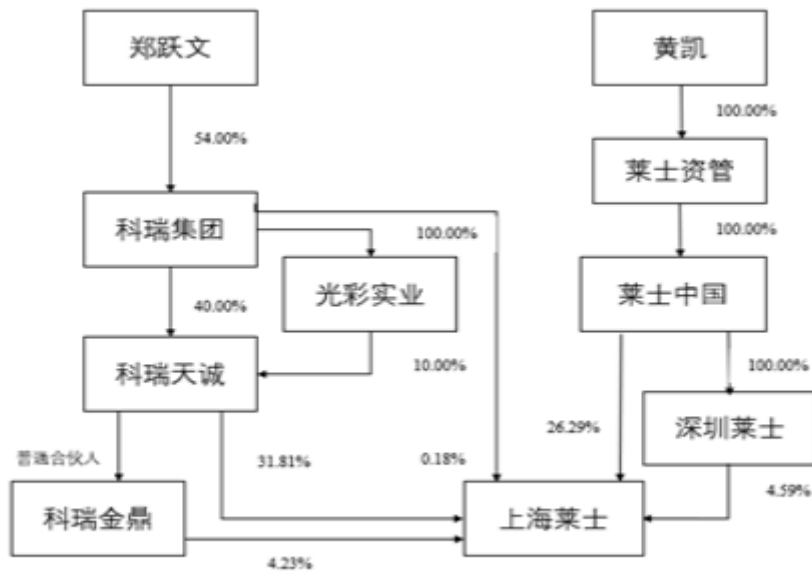 郑跃文
黄凯
100.00%
54.00%
莱士资管
科瑞集团
100.00%
100.00%
光彩实业
莱士中国
40.00%
科瑞天诚
10.00%
100.00%
普通合伙人
31.81%
0.18%
26.29%
深圳莱士
科瑞金鼎
上海莱士
4.59%
4.23%